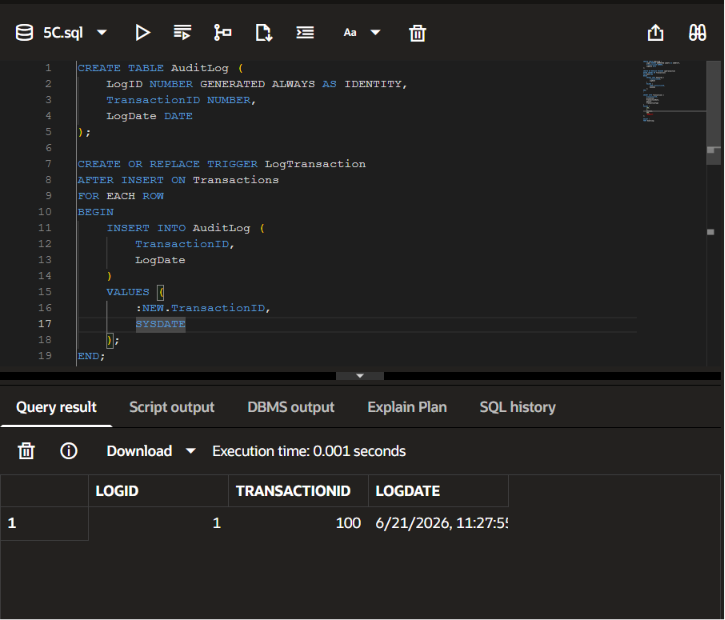 5C.sql
Aa
1 CREATE TABLE AuditLog (
2 LogID NUMBER GENERATED ALWAYS AS IDENTITY,
3 TransactionID NUMBER,
4 LogDate DATE
5 );
6
7 CREATE OR REPLACE TRIGGER LogTransaction
8 AFTER INSERT ON Transactions
9 FOR EACH ROW
10 BEGIN
11 INSERT INTO AuditLog (
12 TransactionID,
13 LogDate
14 )
15 VALUES (
16 :NEW.TransactionID,
17 SYSDATE
18 );
19 END;
Query result Script output DBMS output Explain Plan SQL history
Download Execution time: 0.001 seconds
LOGID TRANSACTIONID LOGDATE
1 1 100 6/21/2026, 11:27:55